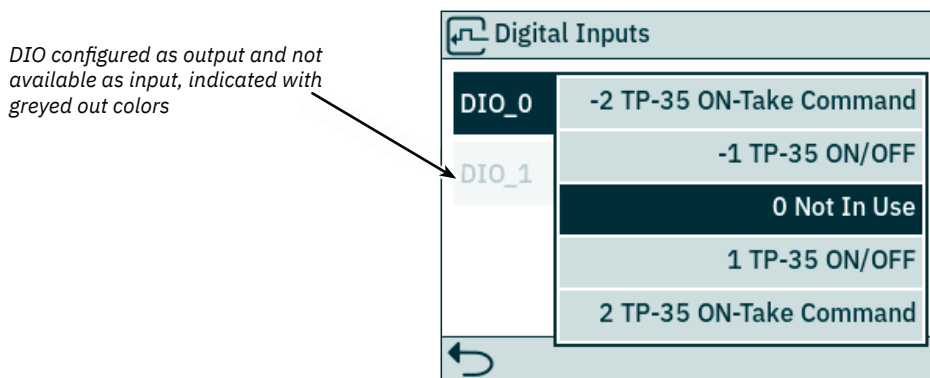 DIO configured as output and not
available as input, indicated with
greyed out colors
Digital Inputs
DIO_0
-2 TP-35 ON-Take Command
-1 TP-35 ON/OFF
DIO_1
0 Not In Use
1 TP-35 ON/OFF
2 TP-35 ON-Take Command